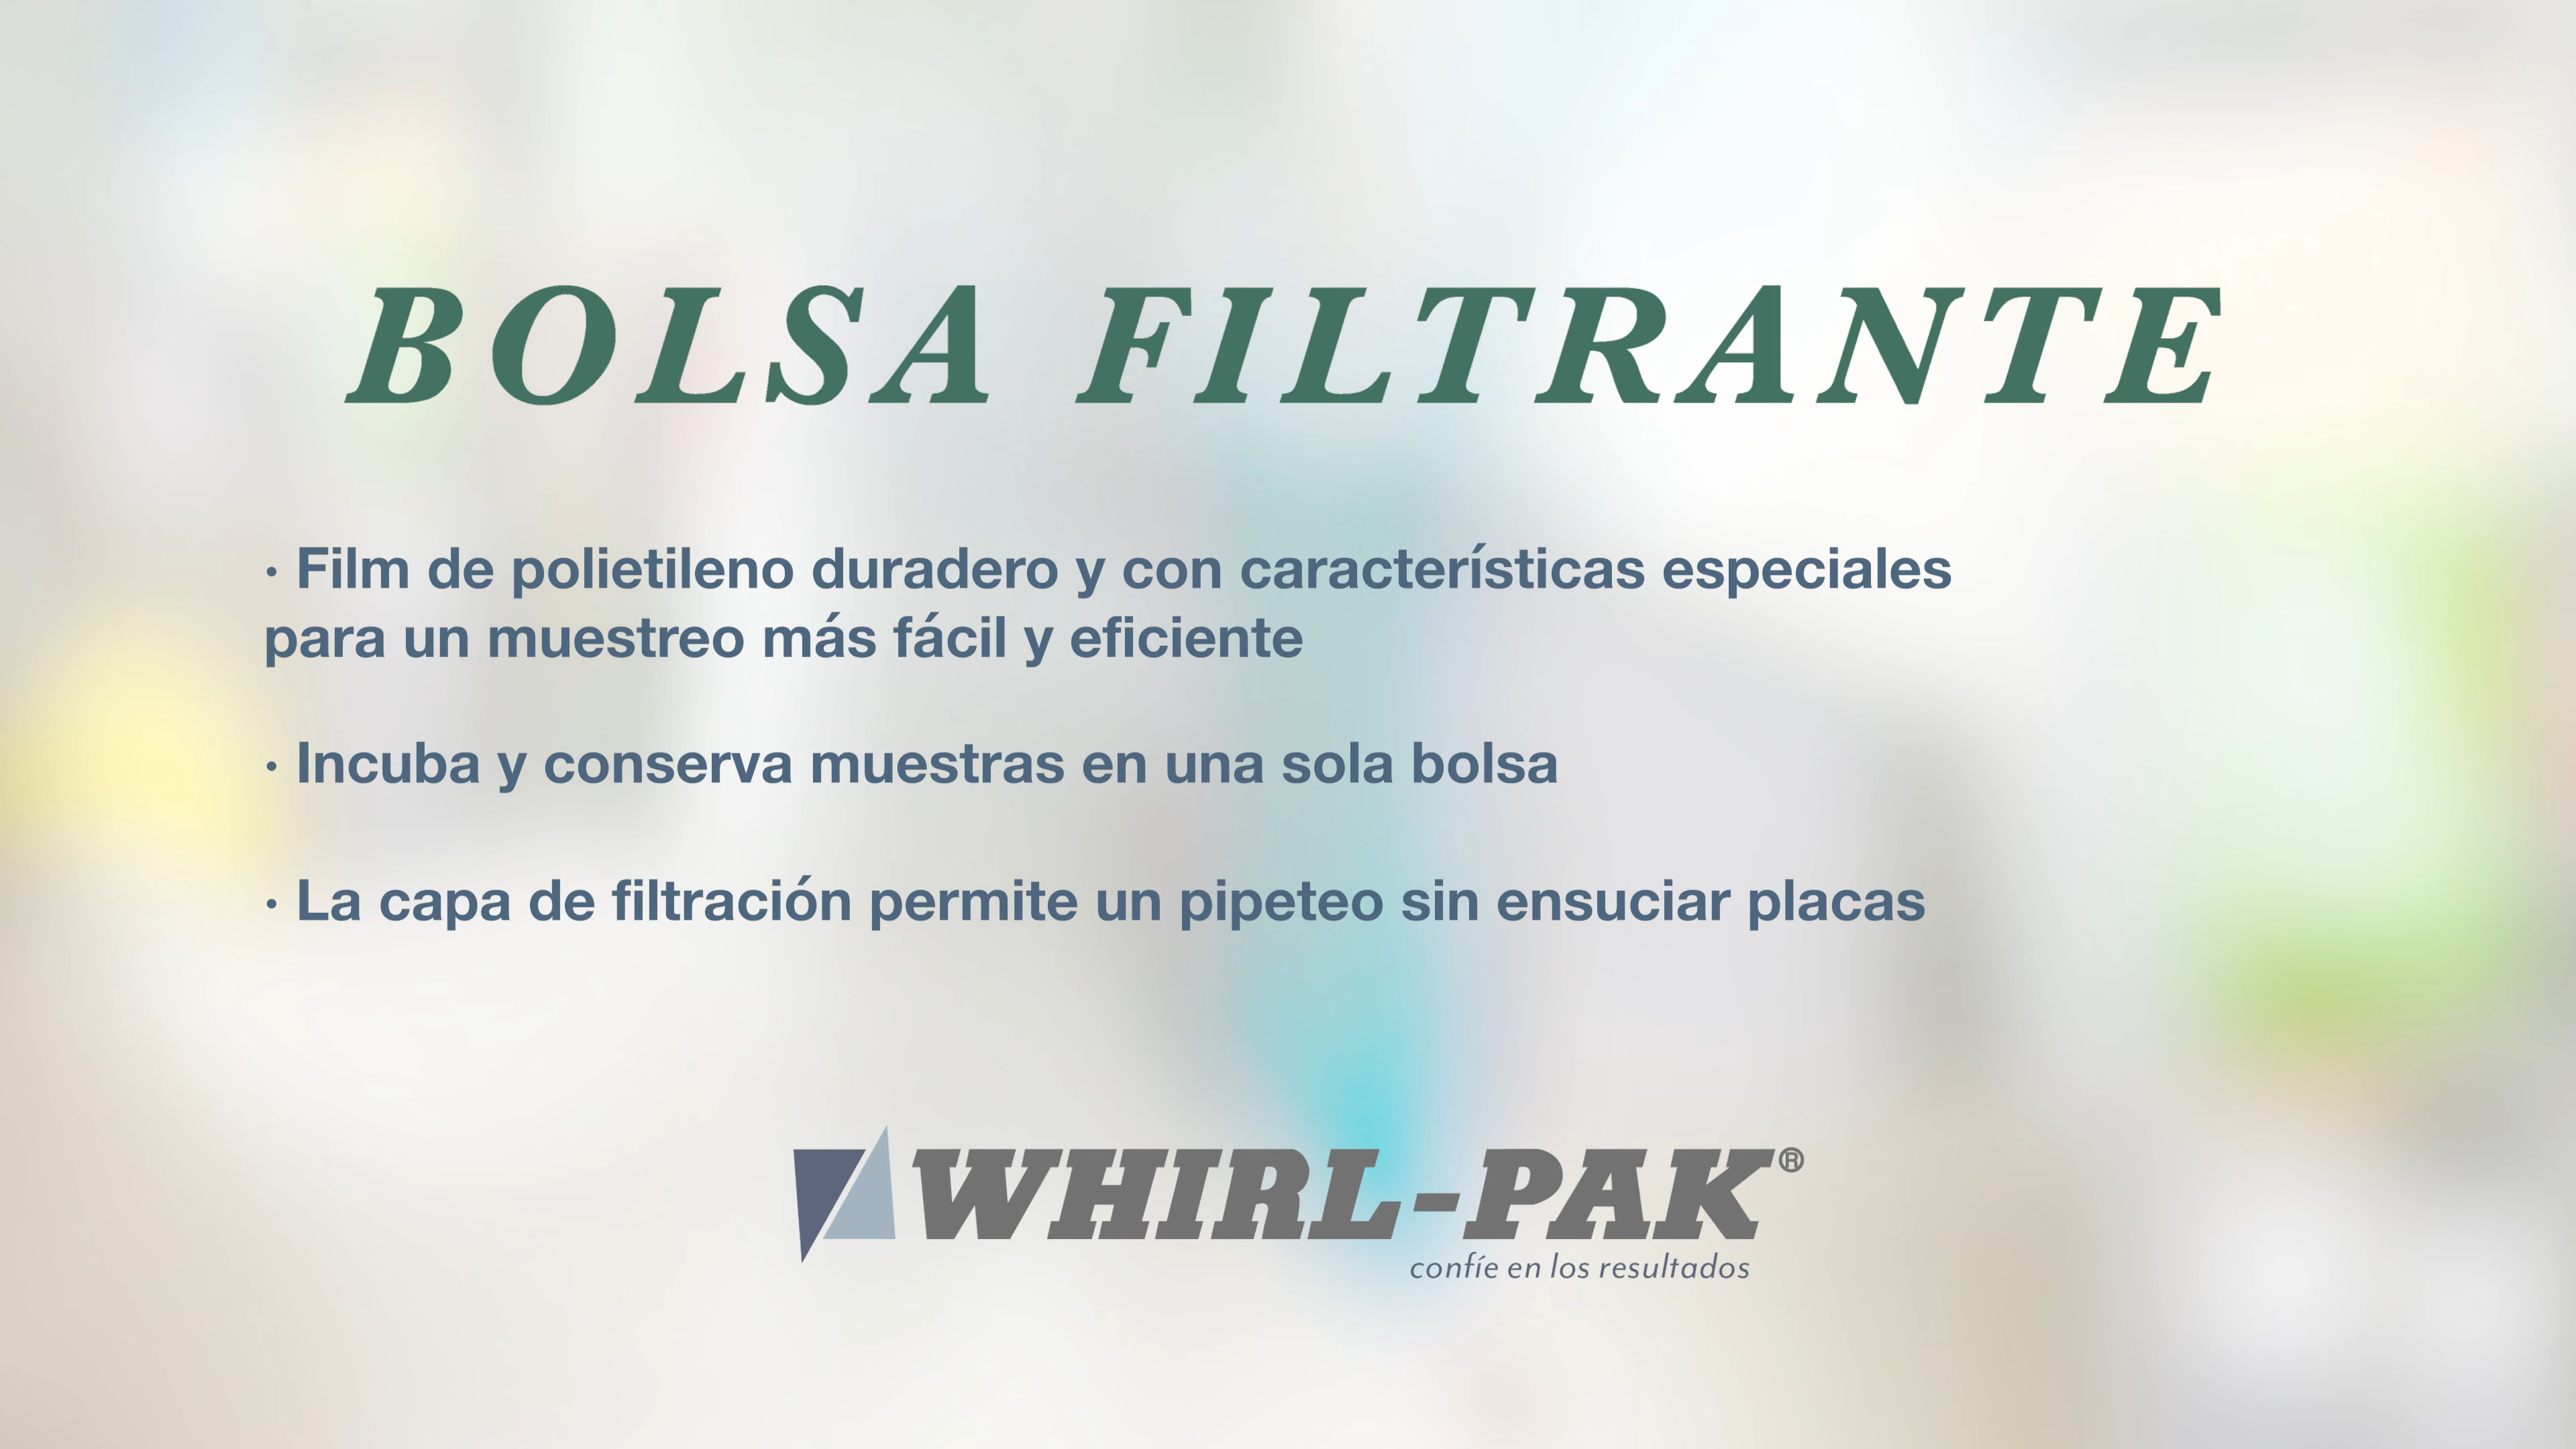 BOLSA FILTRANTE
· Film de polietileno duradero y con características especiales
para un muestreo más fácil y eficiente
· Incuba y conserva muestras en una sola bolsa
· La capa de filtración permite un pipeteo sin ensuciar placas
WHIRL-PAK®
confíe en los resultados